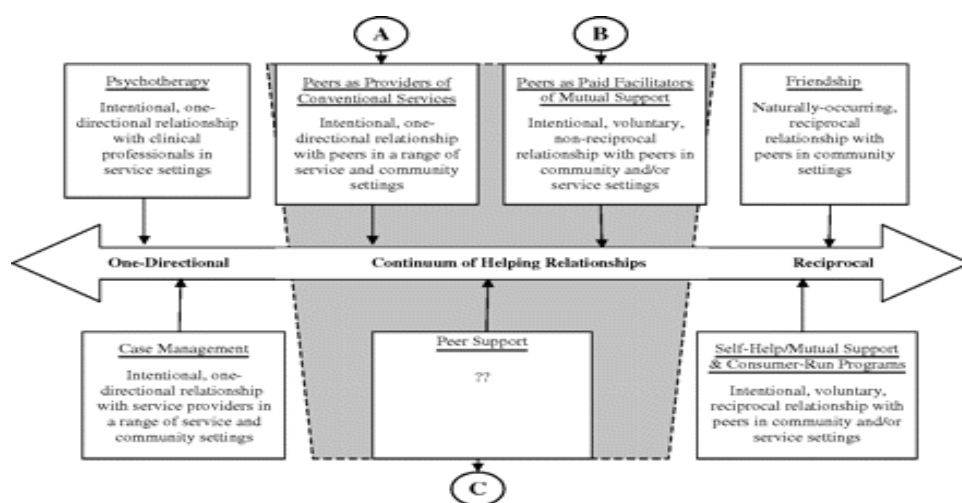 A
B
Psychotherapy
Intentional, one-
directional relationship
with clinical
professionals in
service settings
Peers as Providers of
Conventional Services
Intentional, one-
directional relationship
with peers in a range of
service and community
settings
Peers as Paid Facilitators
of Mutual Support
Intentional, voluntary,
non-reciprocal
relationship with peers in
community and/or
service settings
Friendship
Naturally-occurring,
reciprocal
relationship with
peers in community
settings
One-Directional
Continuum of Helping Relationships
Reciprocal
Case Management
Intentional, one-
directional relationship
with service providers in
a range of service and
community settings
Peer Support
??
Self-Help/Mutual Support
& Consumer-Run Programs
Intentional, voluntary,
reciprocal relationship with
peers in community and/or
service settings
C